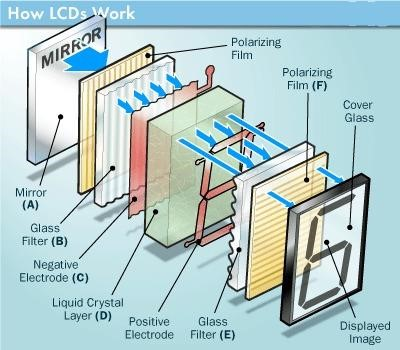 How LCDs Work
MIRROR
Polarizing
Film
Polarizing
Film (F)
Cover
Glass
Mirror
(A)
Glass
Filter (B)
Negative
Electrode (C)
Liquid Crystal
Layer (D)
Positive
Electrode
Glass
Filter (E)
Displayed
Image